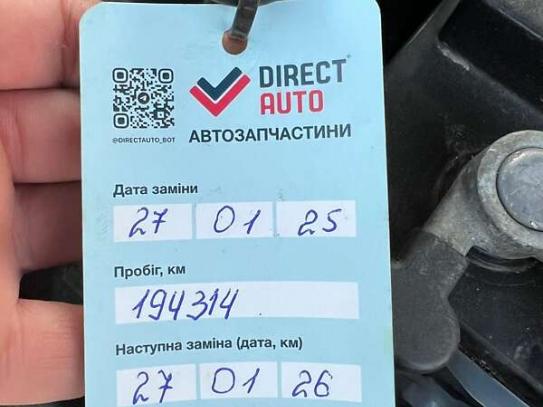 DIRECT
AUTO
АВТОЗАПЧАСТИНИ
@DIRECTAUTO_BOT
Дата заміни
27 01 25
Пробіг, км
194314
Наступна заміна (дата, км)
27 01 26